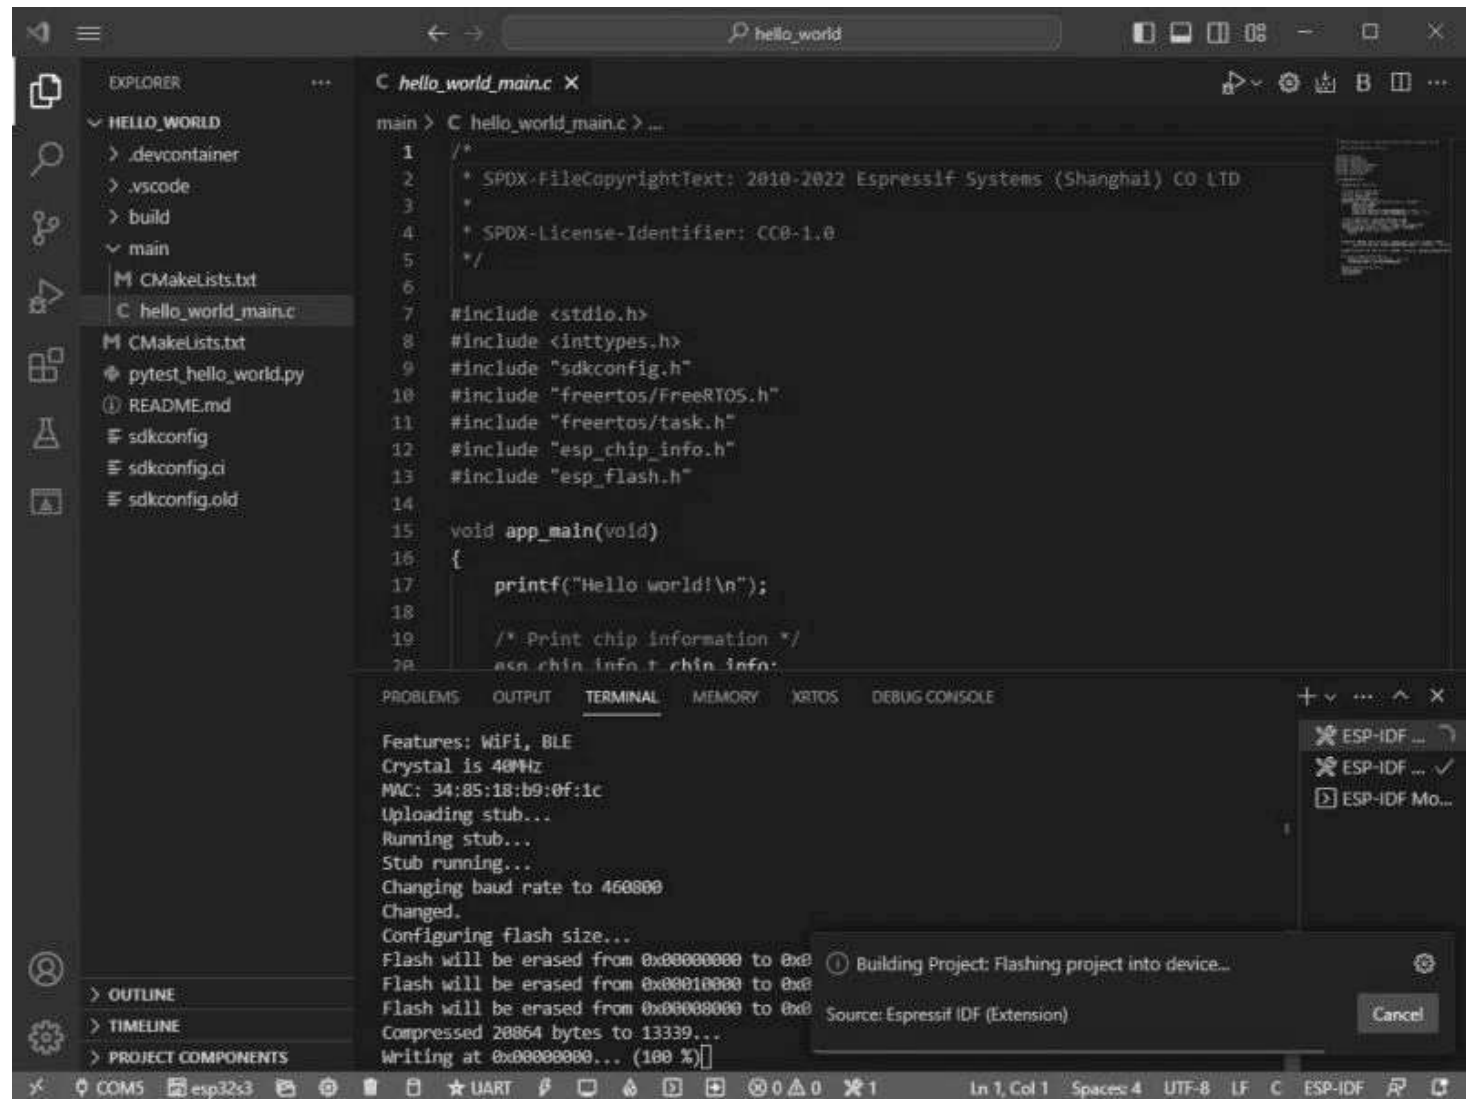 hello_world
EXPLORER ...
HELLO_WORLD
.devcontainer
.vscode
build
main
M CMakeLists.txt
C hello_world_main.c
M CMakeLists.txt
pytest_hello_world.py
README.md
sdkconfig
sdkconfig.ci
sdkconfig.old
OUTLINE
TIMELINE
PROJECT COMPONENTS
C hello_world_main.c
B ...
main > C hello_world_main.c > ...
1 /*
2 * SPDX-FileCopyrightText: 2010-2022 Espressif Systems (Shanghai) CO LTD
3 *
4 * SPDX-License-Identifier: CC0-1.0
5 */
6
7 #include <stdio.h>
8 #include <inttypes.h>
9 #include "sdkconfig.h"
10 #include "freertos/FreeRTOS.h"
11 #include "freertos/task.h"
12 #include "esp_chip_info.h"
13 #include "esp_flash.h"
14
15 void app_main(void)
16 {
17 printf("Hello world!\n");
18
19 /* Print chip information */
20 esp_chip_info_t chip_info;
PROBLEMS OUTPUT TERMINAL MEMORY XRTOS DEBUG CONSOLE
Features: WiFi, BLE
Crystal is 40MHz
MAC: 34:85:18:b9:0f:1c
Uploading stub...
Running stub...
Stub running...
Changing baud rate to 460800
Changed.
Configuring flash size...
Flash will be erased from 0x00000000 to 0x0
Flash will be erased from 0x00010000 to 0x0
Flash will be erased from 0x00008000 to 0x0
Compressed 20864 bytes to 13339...
Writing at 0x00000000... (100 %)
ESP-IDF ...
ESP-IDF ...
ESP-IDF Mo...
Building Project: Flashing project into device...
Source: Espressif IDF (Extension)
Cancel
COM5 esp32s3 UART 0 0 1 Ln 1, Col 1 Spaces: 4 UTF-8 LF C ESP-IDF